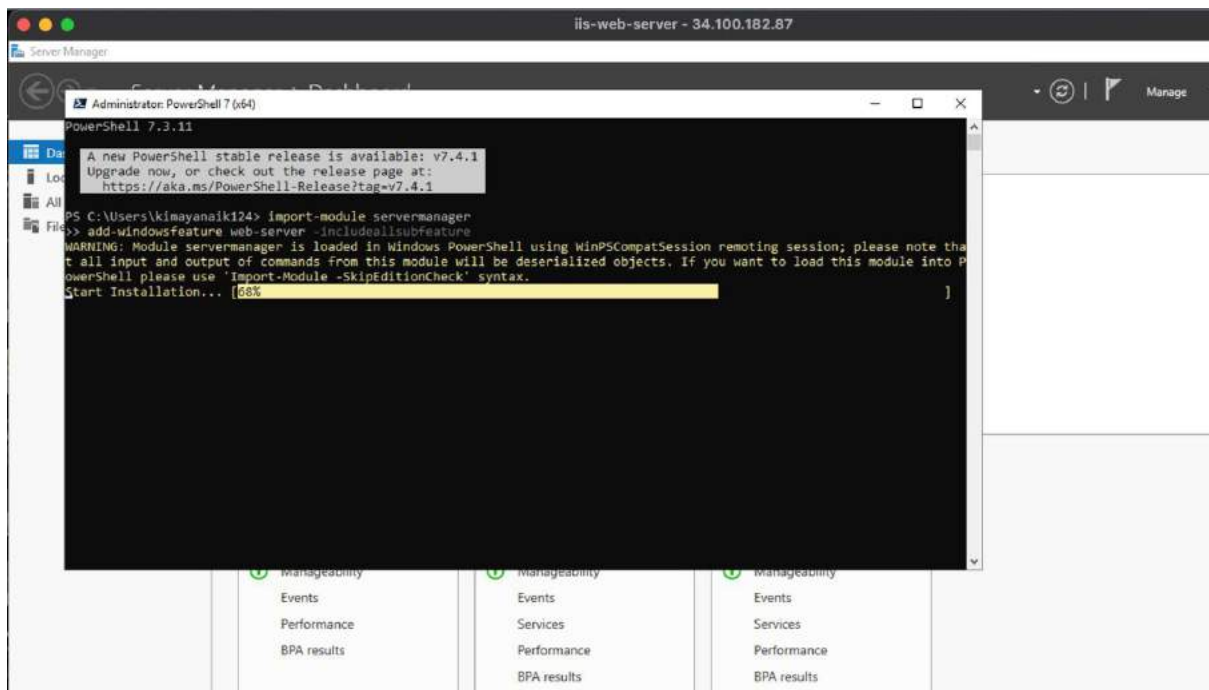 iis-web-server - 34.100.182.87
Server Manager
Manage
Administrator: PowerShell 7 (x64)
PowerShell 7.3.11
A new PowerShell stable release is available: v7.4.1
Upgrade now, or check out the release page at:
https://aka.ms/PowerShell-Release?tag=v7.4.1
PS C:\Users\kimayanaik124> import-module servermanager
>> add-windowsfeature web-server -includeallsubfeature
WARNING: Module servermanager is loaded in Windows PowerShell using WinPSCompatSession remoting session; please note tha
t all input and output of commands from this module will be deserialized objects. If you want to load this module into P
owerShell please use 'Import-Module -SkipEditionCheck' syntax.
Start Installation... [68% ]
Da
Loc
All
File
Manageability
Events
Performance
BPA results
Manageability
Events
Services
Performance
BPA results
Manageability
Events
Services
Performance
BPA results